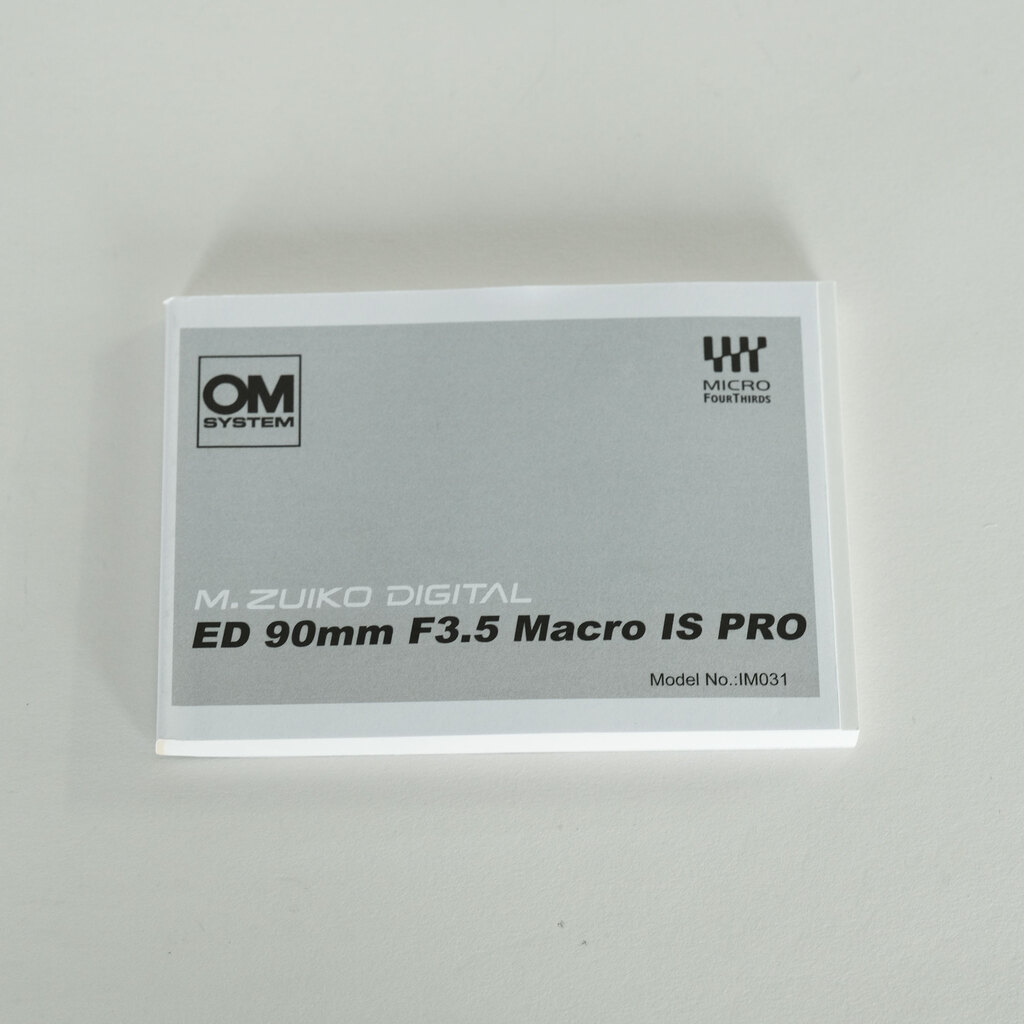 OM
SYSTEM
MICRO
FOURTHIRDS
M. ZUIKO DIGITAL
ED 90mm F3.5 Macro IS PRO
Model No.:IM031